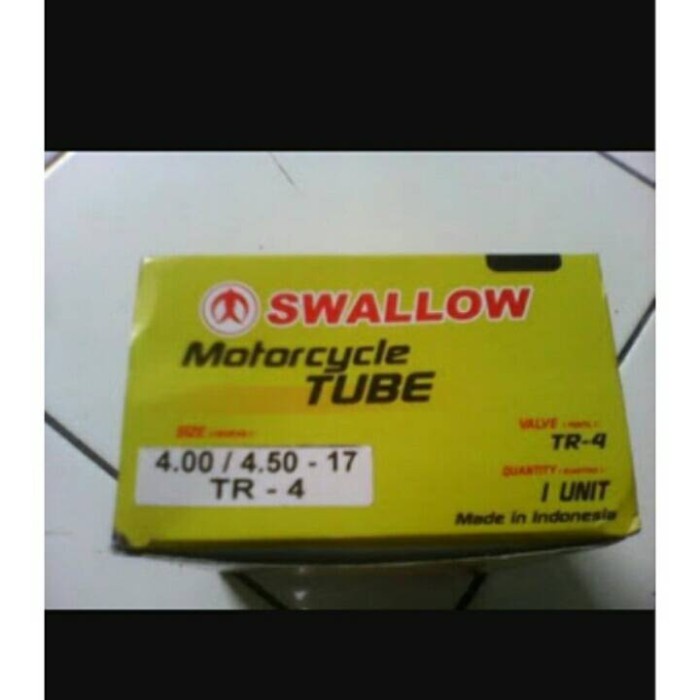 SWALLOW
Motorcycle
TUBE
SIZE
4.00 / 4.50 - 17
TR - 4
VALVE
TR-4
QUANTITY
1 UNIT
Made in Indonesia